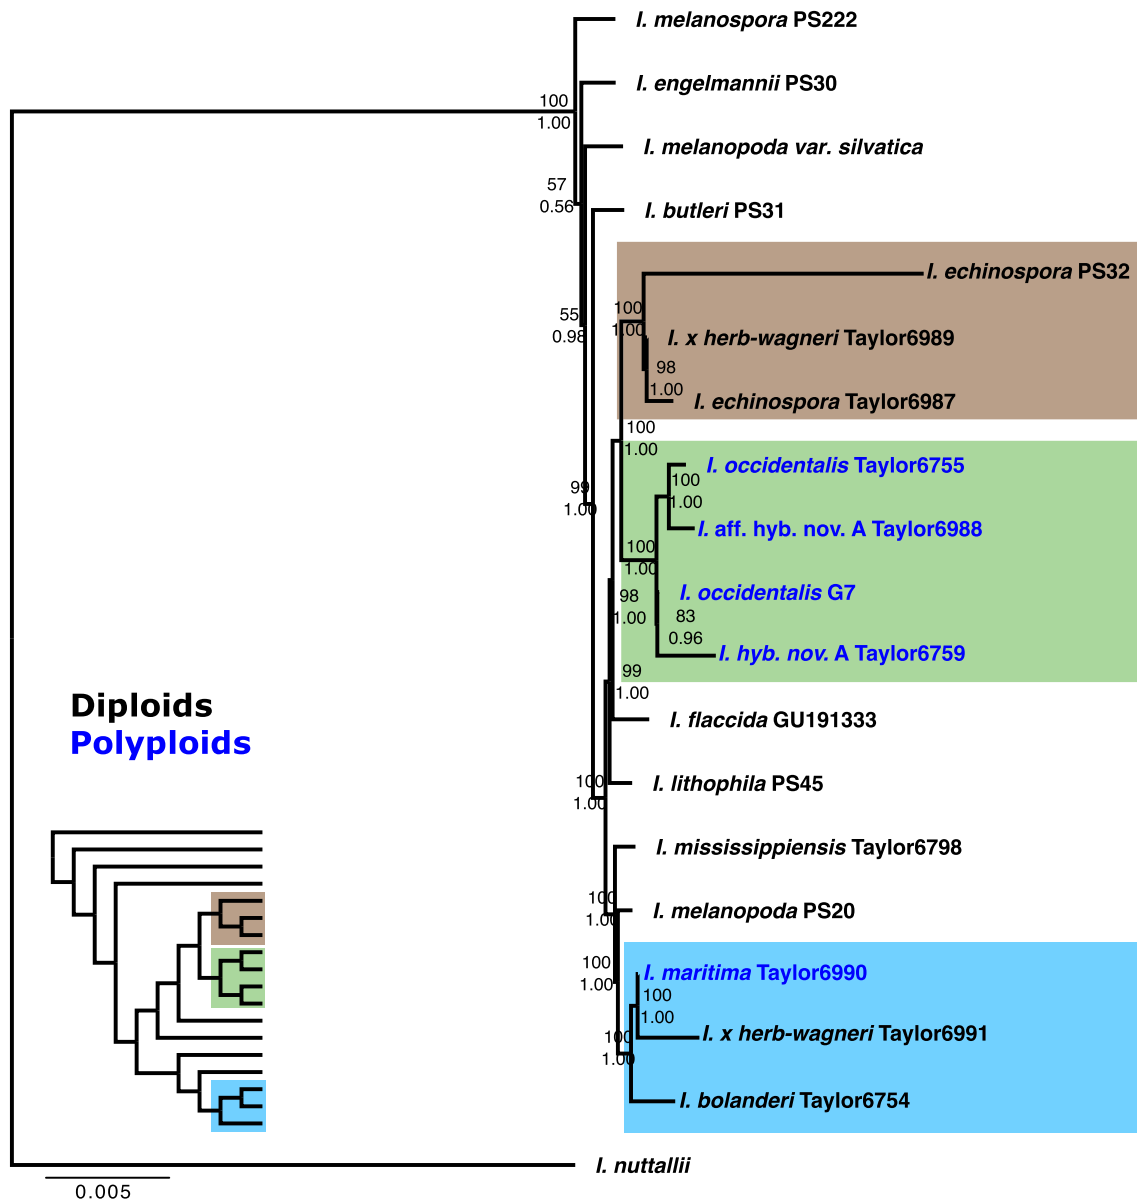 I. melanospora PS222
I. engelmannii PS30
100
1.00
I. melanopoda var. silvatica
57
0.56
I. butleri PS31
I. echinospora PS32
100
1.00
55
0.98
I. x herb-wagneri Taylor6989
98
1.00
I. echinospora Taylor6987
100
1.00
I. occidentalis Taylor6755
100
1.00
99
1.00
I. aff. hyb. nov. A Taylor6988
100
1.00
I. occidentalis G7
98
1.00
83
0.96
I. hyb. nov. A Taylor6759
99
1.00
Diploids
Polyploids
I. flaccida GU191333
I. lithophila PS45
100
1.00
I. mississippiensis Taylor6798
I. melanopoda PS20
100
1.00
I. maritima Taylor6990
100
1.00
100
1.00
I. x herb-wagneri Taylor6991
100
1.00
I. bolanderi Taylor6754
I. nuttallii
0.005